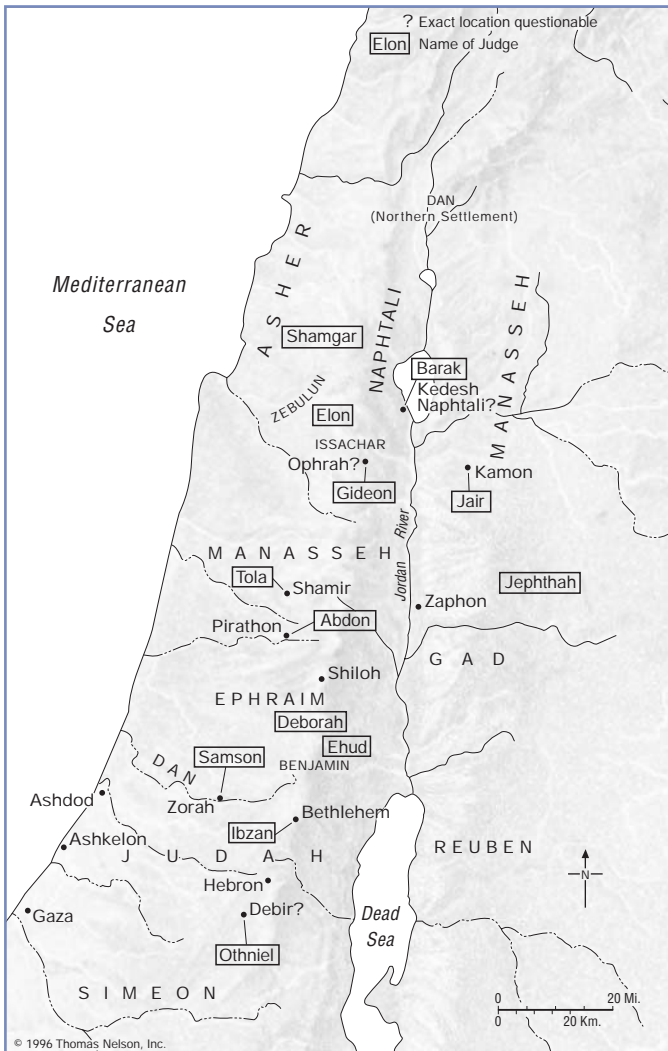 ? Exact location questionable
Elon Name of Judge
DAN
(Northern Settlement)
ASHER
Mediterranean
Sea
NAPHTALI
MANASSEH
Shamgar
Barak
Kedesh
Naphtali?
ZEBULUN
Elon
ISSACHAR
Ophrah?
Gideon
Kamon
Jair
Jordan River
MANASSEH
Tola
Shamir
Jephthah
Zaphon
Abdon
Pirathon
GAD
Shiloh
EPHRAIM
Deborah
Ehud
Samson
DAN
BENJAMIN
Ashdod
Zorah
Bethlehem
Ibzan
Ashkelon
JUDAH
REUBEN
N
Hebron
Gaza
Debir?
Dead
Sea
Othniel
SIMEON
0 20 Mi.
0 20 Km.
© 1996 Thomas Nelson, Inc.